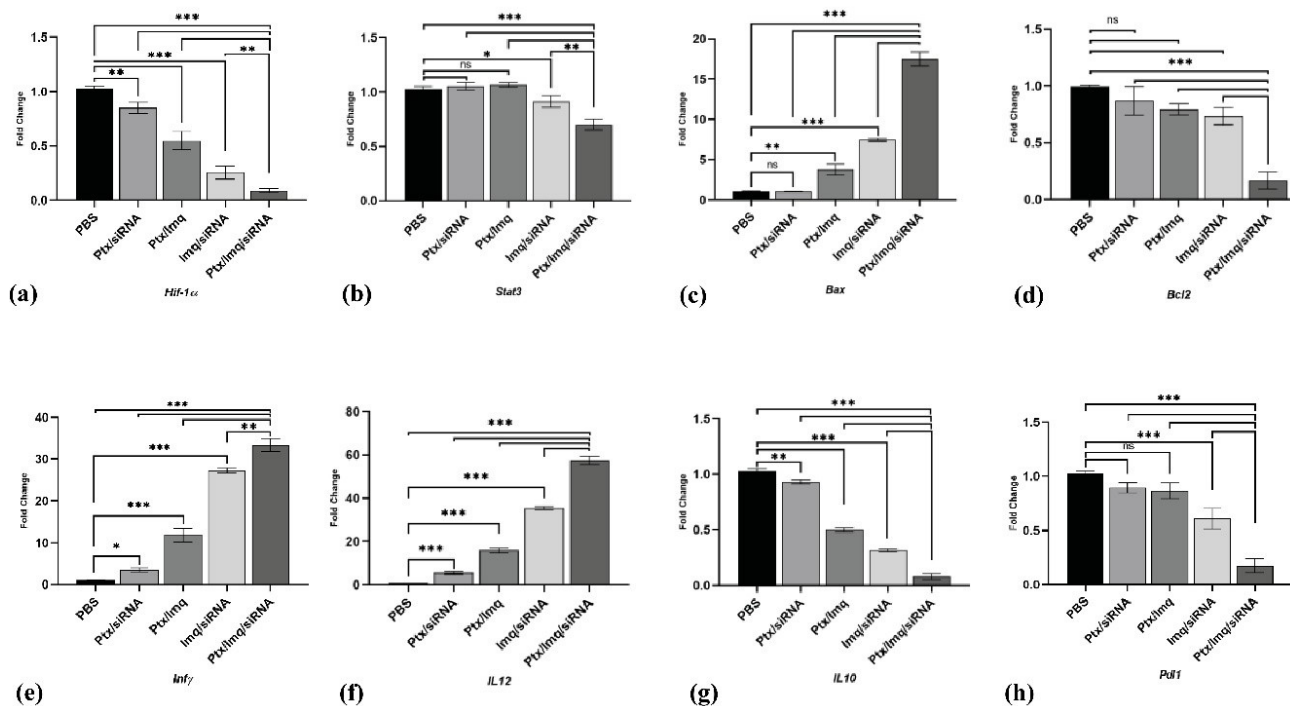 ***
***
**
**
1.5
1.0
0.5
0.0
Fold Change
PBS
Ptx/siRNA
Ptx/Imq
Imq/siRNA
Ptx/Imq/siRNA
(a)
Hif-1α
***
*
**
ns
1.5
1.0
0.5
0.0
Fold Change
PBS
Ptx/siRNA
Ptx/Imq
Imq/siRNA
Ptx/Imq/siRNA
(b)
Stat3
***
***
**
ns
20
15
10
5
0
Fold Change
PBS
Ptx/siRNA
Ptx/Imq
Imq/siRNA
Ptx/Imq/siRNA
(c)
Bax
ns
***
***
1.5
1.0
0.5
0.0
Fold Change
PBS
Ptx/siRNA
Ptx/Imq
Imq/siRNA
Ptx/Imq/siRNA
(d)
Bcl2
***
**
***
***
*
40
30
20
10
0
Fold Change
PBS
Ptx/siRNA
Ptx/Imq
Imq/siRNA
Ptx/Imq/siRNA
(e)
Infγ
***
***
***
***
80
60
40
20
0
Fold Change
PBS
Ptx/siRNA
Ptx/Imq
Imq/siRNA
Ptx/Imq/siRNA
(f)
IL12
***
***
**
1.5
1.0
0.5
0.0
Fold Change
PBS
Ptx/siRNA
Ptx/Imq
Imq/siRNA
Ptx/Imq/siRNA
(g)
IL10
***
***
ns
1.5
1.0
0.5
0.0
Fold Change
PBS
Ptx/siRNA
Ptx/Imq
Imq/siRNA
Ptx/Imq/siRNA
(h)
Pdl1